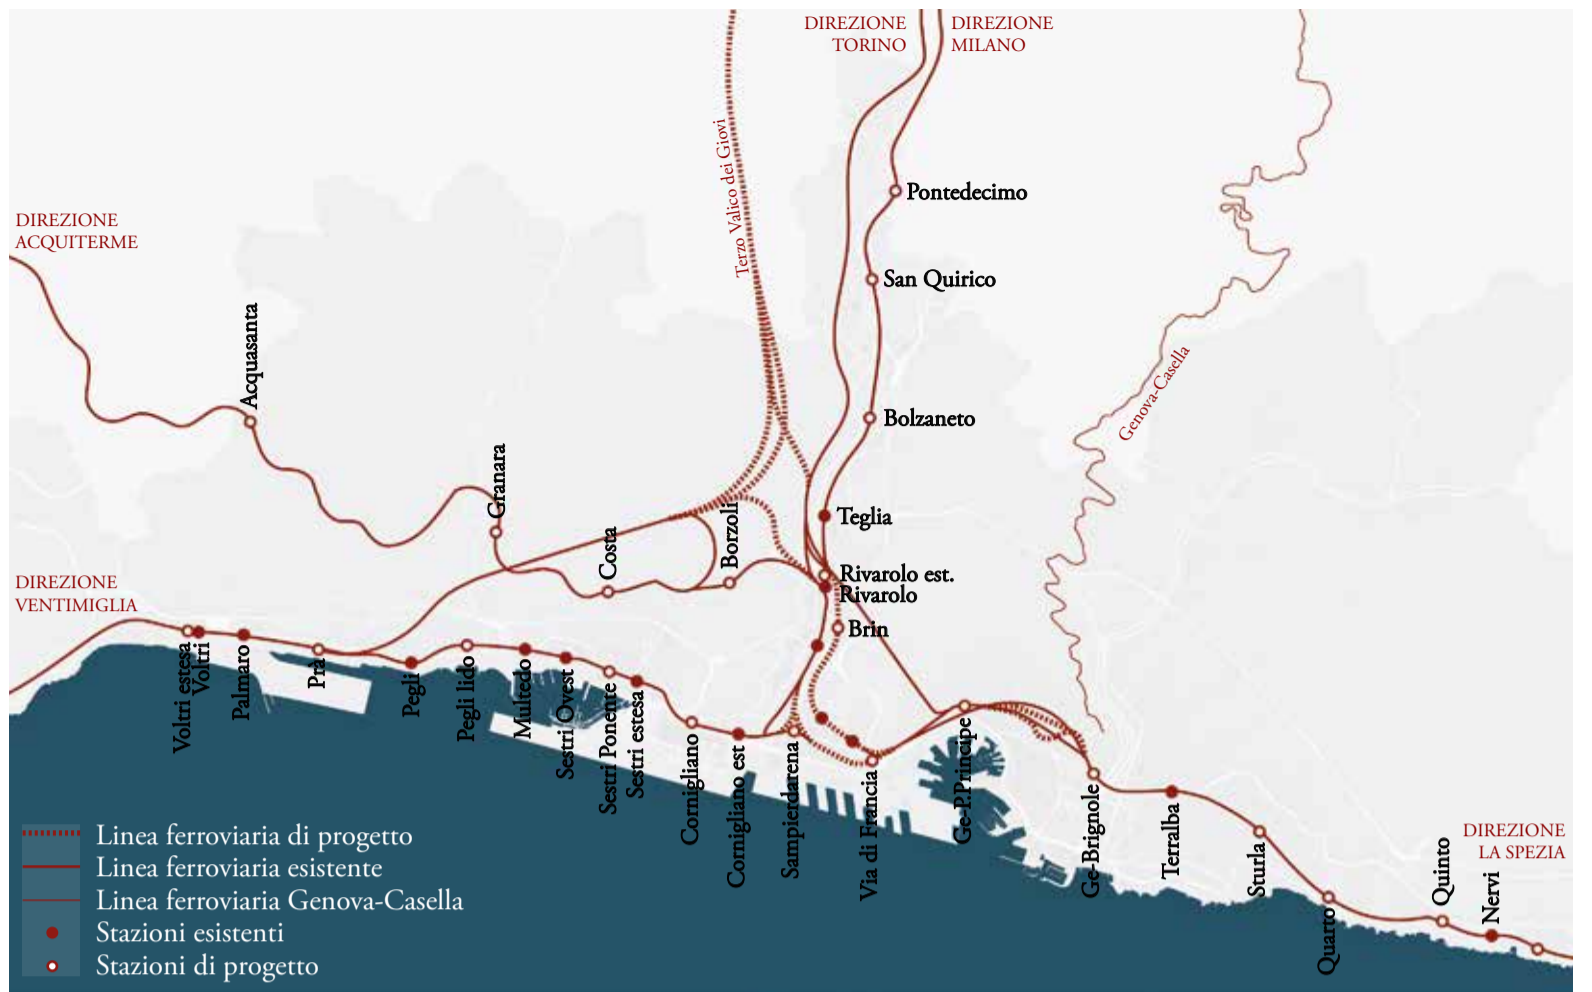 DIREZIONE
TORINO
DIREZIONE
MILANO
Terzo Valico dei Giovi
Pontedecimo
DIREZIONE
ACQUITERME
San Quirico
Acquasanta
Genova-Casella
Bolzaneto
Granara
Teglia
Costa
Borzoli
Rivarolo est.
Rivarolo
DIREZIONE
VENTIMIGLIA
Brin
Voltri estesa
Voltri
Palmaro
Prà
Pegli
Pegli lido
Multedo
Sestri Ovest
Sestri Ponente
Sestri estesa
Cornigliano
Cornigliano est
Sampierdarena
Via di Francia
Ge-P.Principe
Ge-Brignole
Terralba
Sturla
Quarto
Quinto
Nervi
DIREZIONE
LA SPEZIA
Linea ferroviaria di progetto
Linea ferroviaria esistente
Linea ferroviaria Genova-Casella
Stazioni esistenti
Stazioni di progetto